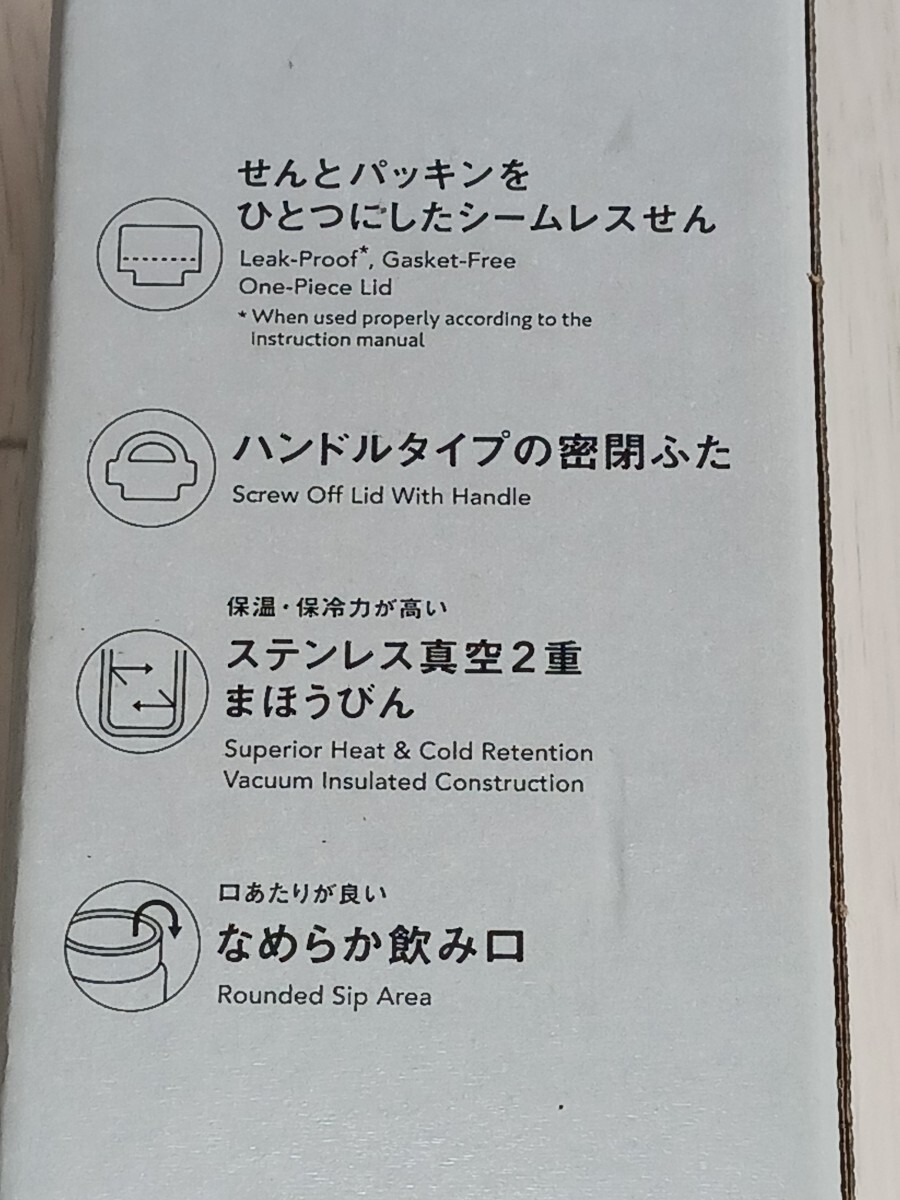 せんとパッキンを
ひとつにしたシームレスせん
Leak-Proof*, Gasket-Free
One-Piece Lid
* When used properly according to the
instruction manual
ハンドルタイプの密閉ふた
Screw Off Lid With Handle
保温・保冷力が高い
ステンレス真空2重
まほうびん
Superior Heat & Cold Retention
Vacuum Insulated Construction
口あたりが良い
なめらか飲み口
Rounded Sip Area